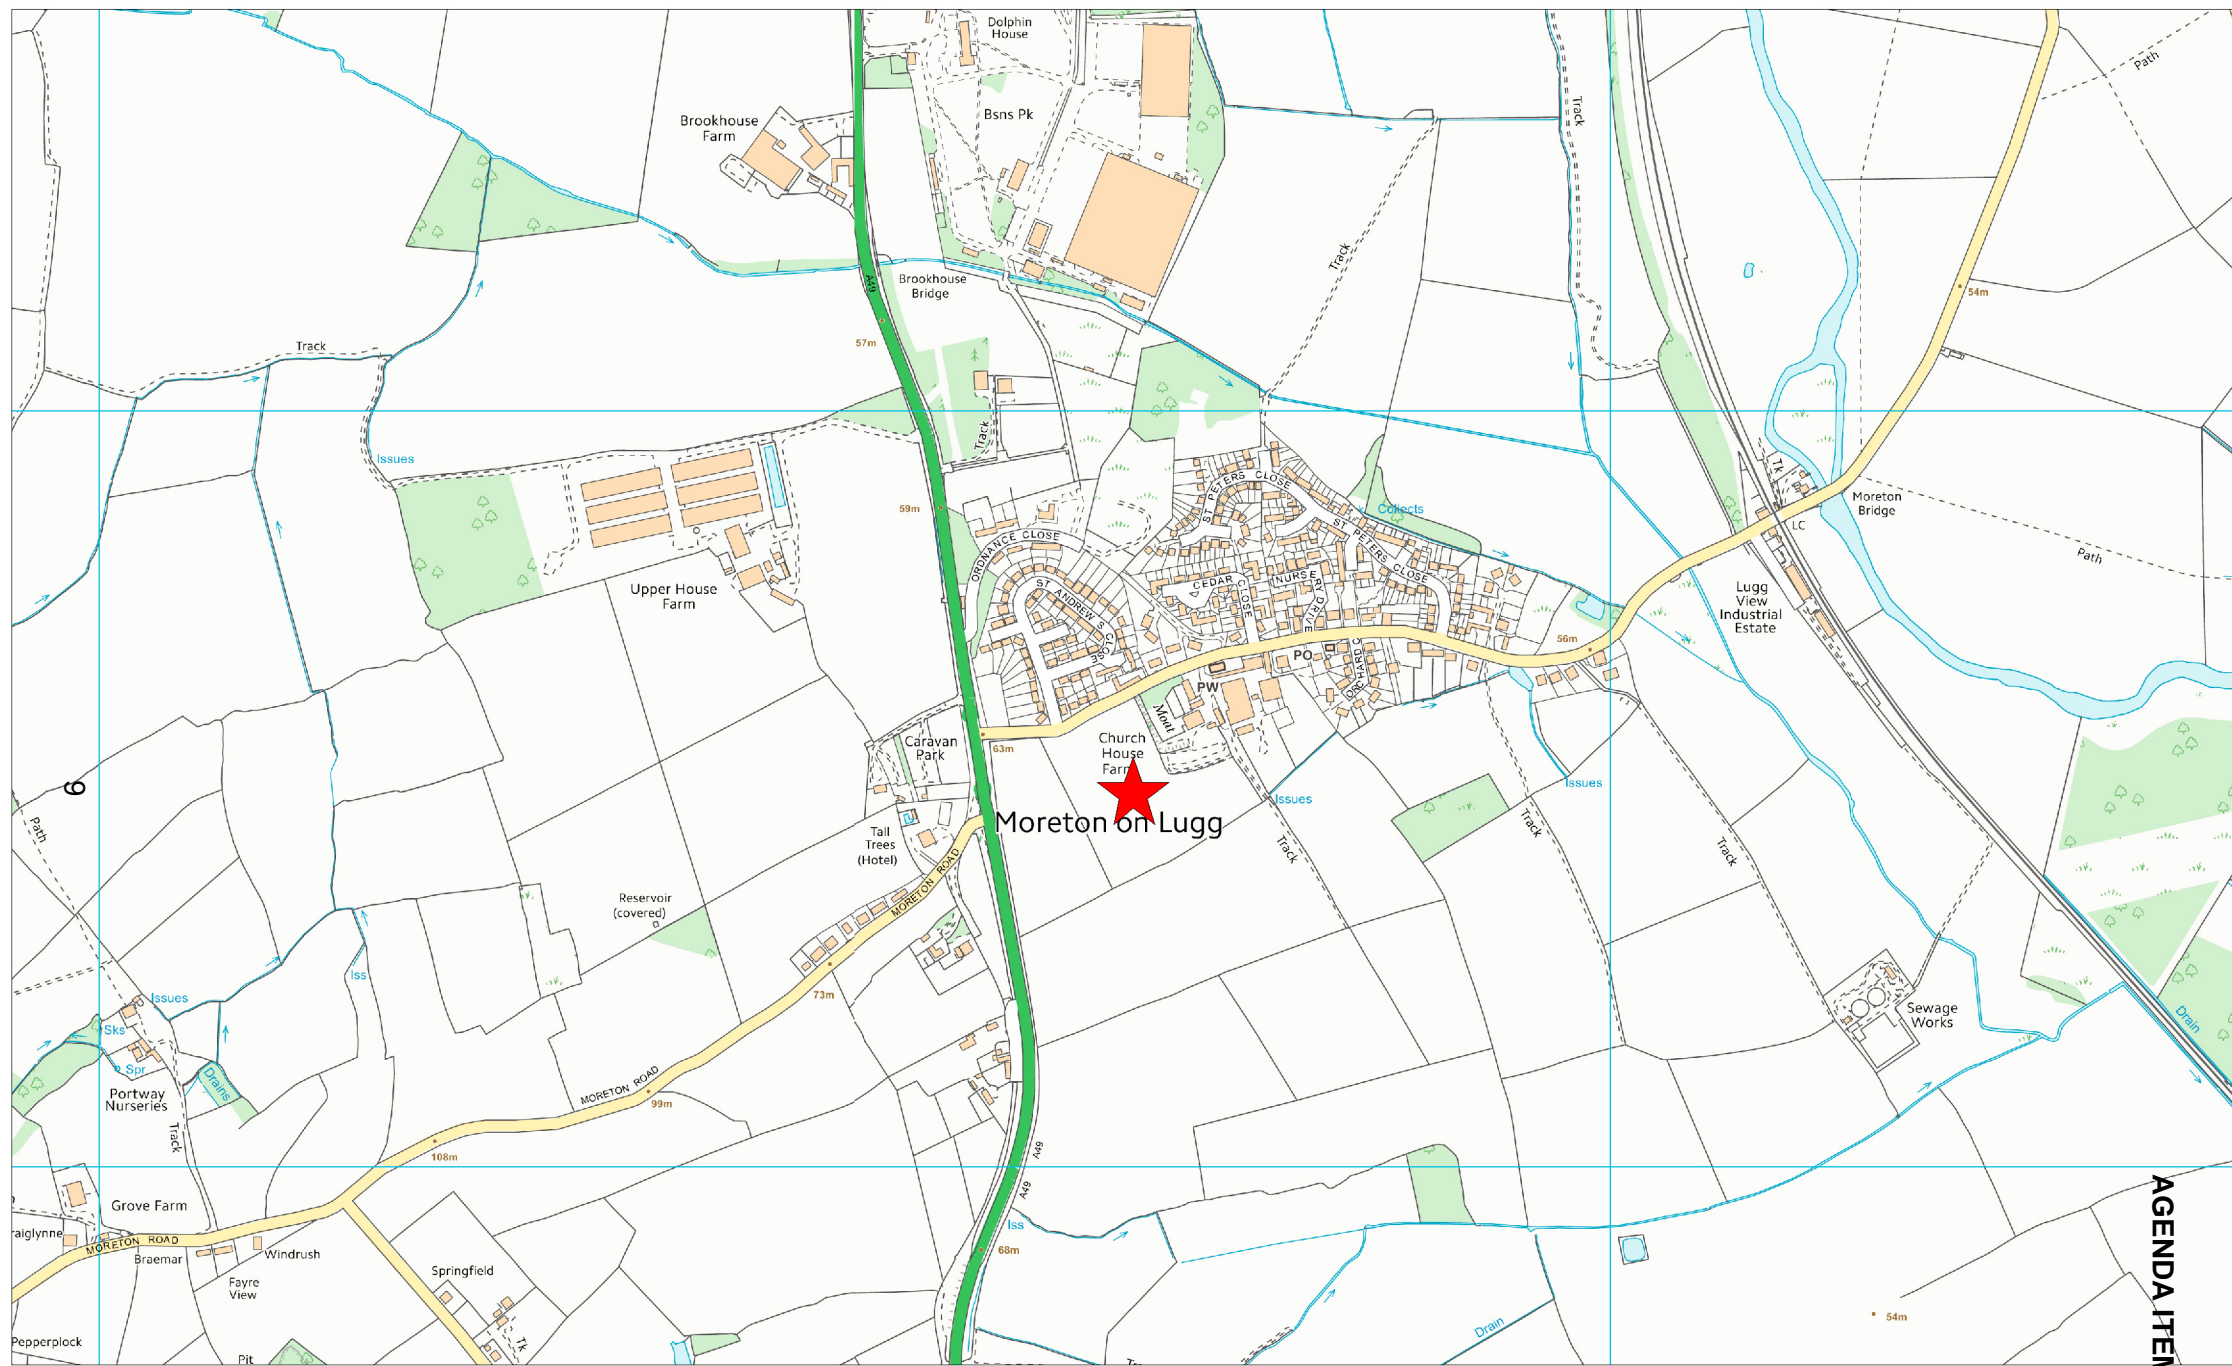 Dolphin
House
Path
Brookhouse
Farm
Bsns Pk
Track
Track
A49
Brookhouse
Bridge
54m
57m
Track
Track
Issues
ST PETERS CLOSE
Tk
59m
Collects
Moreton
Bridge
LC
ST PETERS CLOSE
ORDNANCE CLOSE
Path
Upper House
Farm
ST ANDREW S CLOSE
CEDAR CLOSE
NURSERY DRIVE
Lugg
View
Industrial
Estate
56m
PO
ORCHARD C
PW
Moat
Caravan
Park
63m
Church
House
Farm
Issues
Issues
9
Path
Moreton on Lugg
Tall
Trees
(Hotel)
Track
Track
Track
MORETON ROAD
Reservoir
(covered)
Iss
73m
Issues
Sks
Spr
Drains
Sewage
Works
Drain
Portway
Nurseries
MORETON ROAD
99m
Track
108m
A49
A49
AGENDA ITEM
Grove Farm
raiglynne
MORETON ROAD
Braemar
Windrush
Iss
68m
Fayre
View
Springfield
54m
Drain
Tk
Pepperplock
Pit